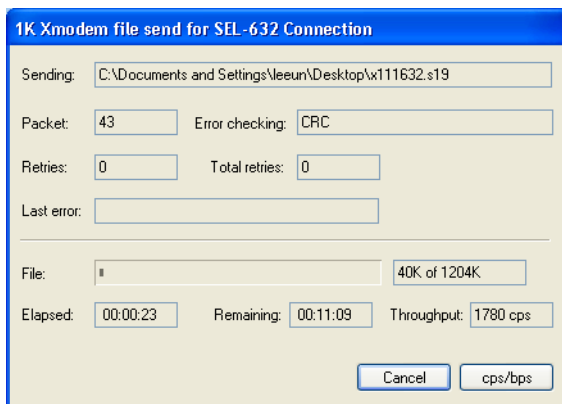 1K Xmodem file send for SEL-632 Connection
Sending: C:\Documents and Settings\leeun\Desktop\x111632.s19
Packet: 43 Error checking: CRC
Retries: 0 Total retries: 0
Last error:
File: 40K of 1204K
Elapsed: 00:00:23 Remaining: 00:11:09 Throughput: 1780 cps
Cancel cps/bps